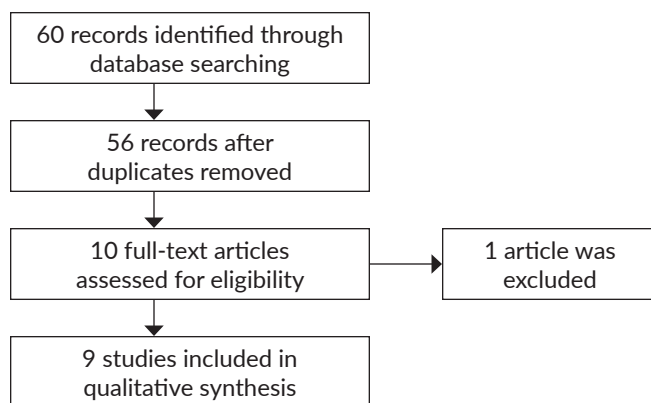 60 records identified through
database searching
56 records after
duplicates removed
10 full-text articles
assessed for eligibility
1 article was
excluded
9 studies included in
qualitative synthesis